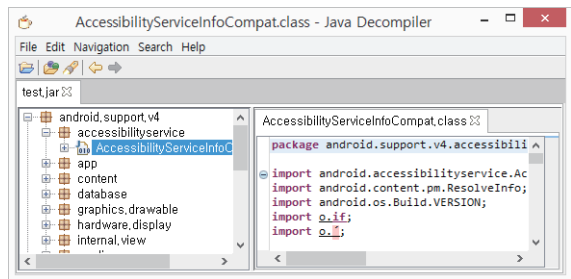 AccessibilityServiceInfoCompat.class - Java Decompiler
File Edit Navigation Search Help
test.jar
android.support.v4
accessibilityservice
AccessibilityServiceInfoC
app
content
database
graphics.drawable
hardware.display
internal.view
AccessibilityServiceInfoCompat.class
package android.support.v4.accessibili
import android.accessibilityservice.Ac
import android.content.pm.ResolveInfo;
import android.os.Build.VERSION;
import o.if;
import o.